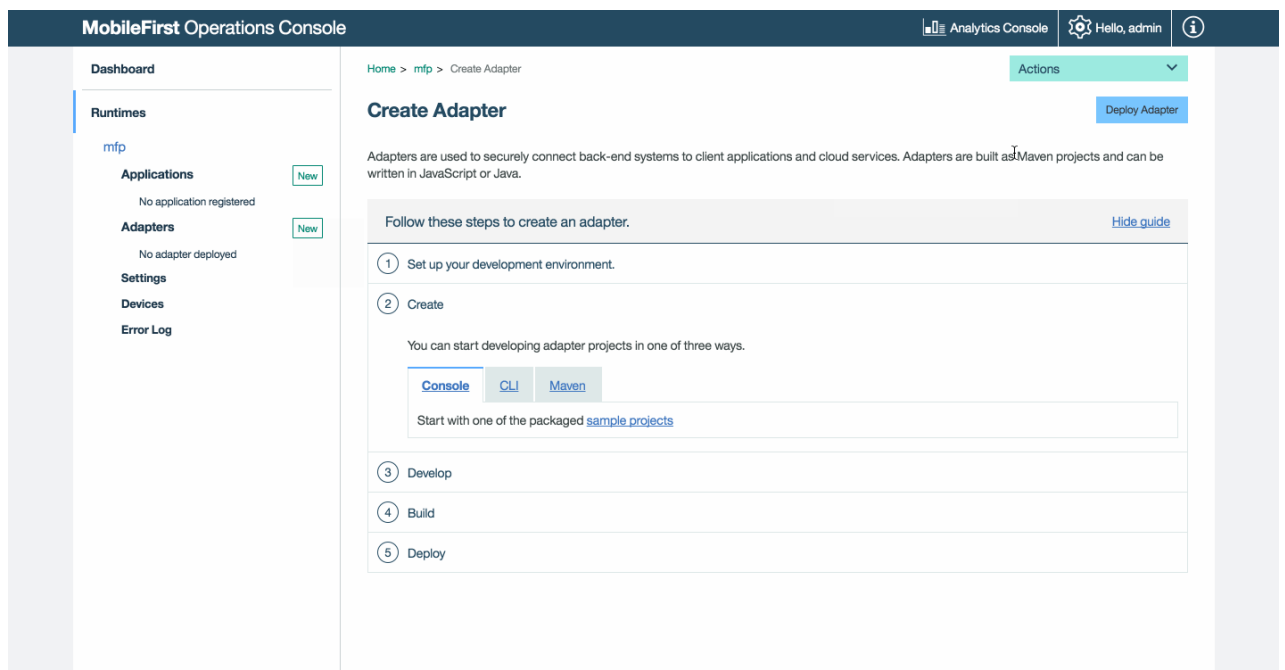 MobileFirst Operations Console
Analytics Console
Hello, admin
Dashboard
Runtimes
mfp
Applications
New
No application registered
Adapters
New
No adapter deployed
Settings
Devices
Error Log
Home > mfp > Create Adapter
Actions
Create Adapter
Deploy Adapter
Adapters are used to securely connect back-end systems to client applications and cloud services. Adapters are built as Maven projects and can be
written in JavaScript or Java.
Follow these steps to create an adapter.
Hide guide
1 Set up your development environment.
2 Create
You can start developing adapter projects in one of three ways.
Console CLI Maven
Start with one of the packaged sample projects
3 Develop
4 Build
5 Deploy